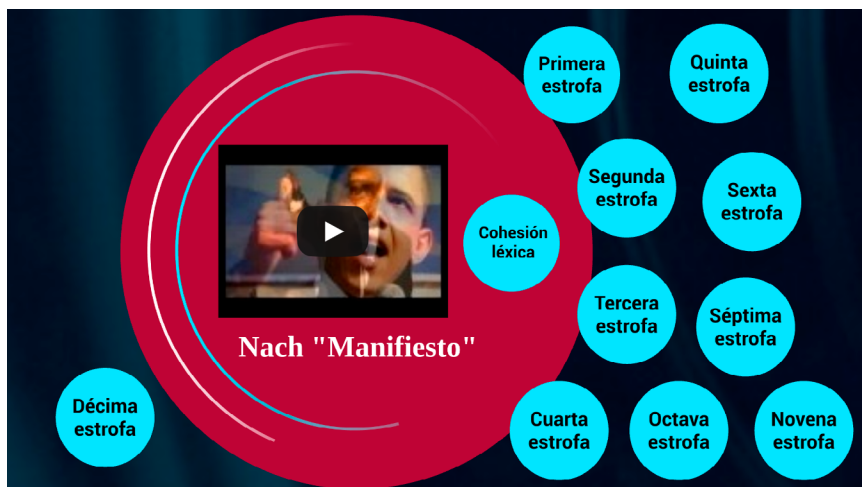 Primera
estrofa
Quinta
estrofa
Segunda
estrofa
Sexta
estrofa
Cohesión
léxica
Tercera
estrofa
Séptima
estrofa
Nach "Manifiesto"
Décima
estrofa
Cuarta
estrofa
Octava
estrofa
Novena
estrofa